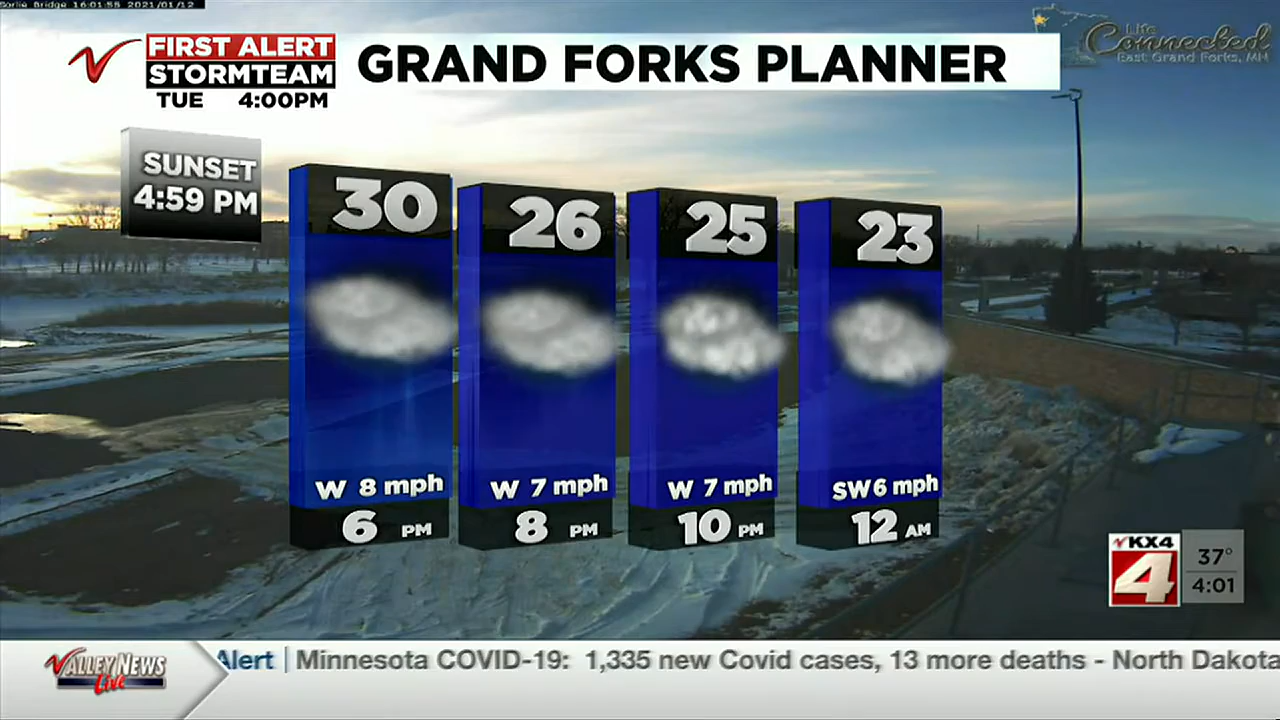 Sorlie Bridge 16:01:55 2021/01/12
FIRST ALERT
STORMTEAM
TUE 4:00PM
GRAND FORKS PLANNER
Life
Connected
East Grand Forks, MN
SUNSET
4:59 PM
30
26
25
23
W 8 mph
W 7 mph
W 7 mph
SW 6 mph
6 PM
8 PM
10 PM
12 AM
KX4
4
37°
4:01
VALLEY NEWS
Live
Alert | Minnesota COVID-19: 1,335 new Covid cases, 13 more deaths - North Dakota